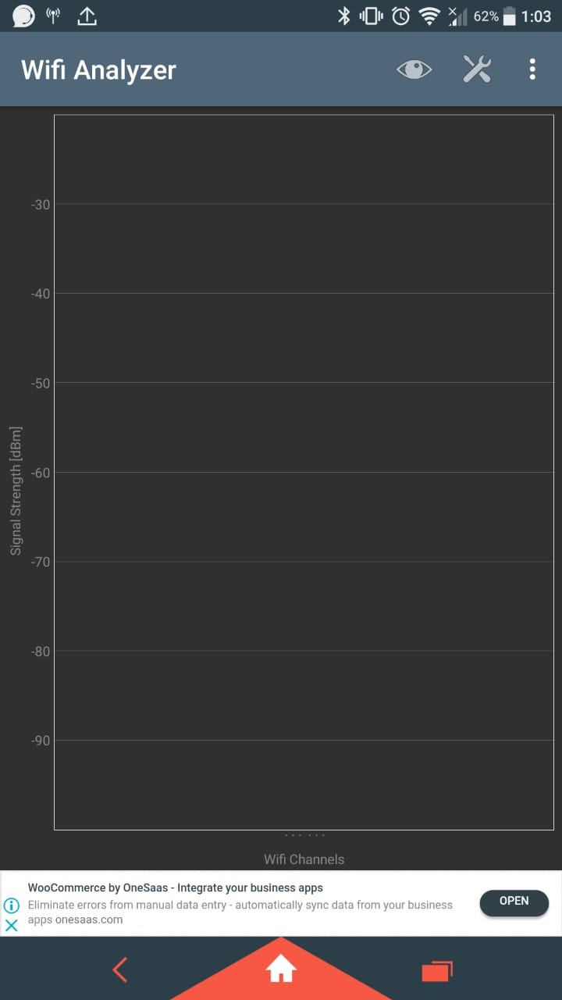 62% 1:03
Wifi Analyzer
-30
-40
-50
-60
-70
-80
-90
Signal Strength [dBm]
Wifi Channels
WooCommerce by OneSaas - Integrate your business apps
Eliminate errors from manual data entry - automatically sync data from your business
apps onesaas.com
OPEN